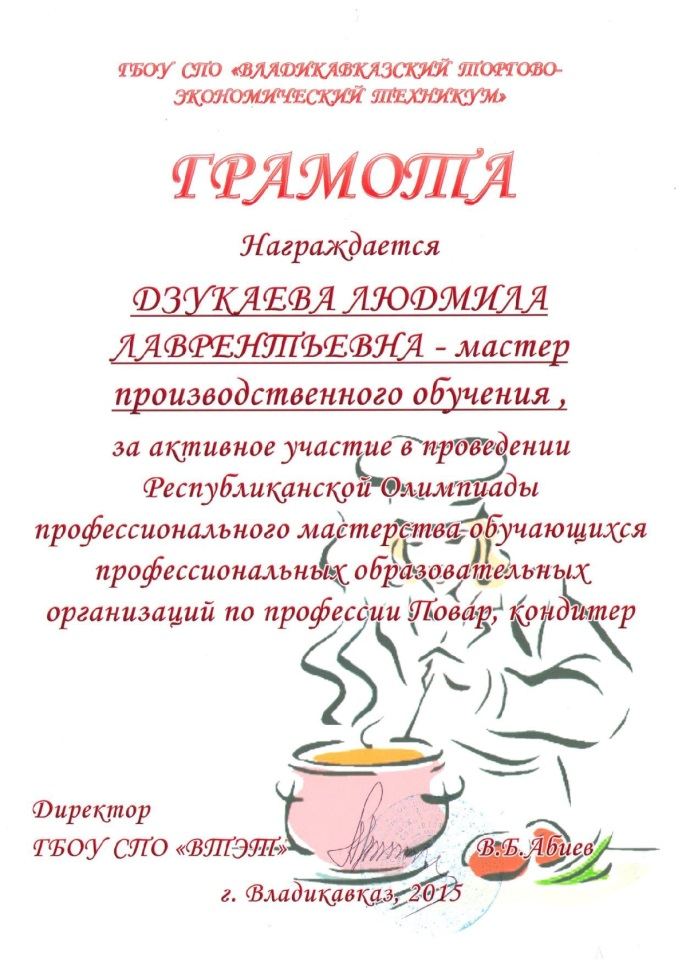 ГБОУ СПО «ВЛАДИКАВКАЗСКИЙ ТОРГОВО-
ЭКОНОМИЧЕСКИЙ ТЕХНИКУМ»
ГРАМОТА
Награждается
ДЗУКАЕВА ЛЮДМИЛА
ЛАВРЕНТЬЕВНА - мастер
производственного обучения ,
за активное участие в проведении
Республиканской Олимпиады
профессионального мастерства обучающихся
профессиональных образовательных
организаций по профессии Повар, кондитер
Директор
ГБОУ СПО «ВТЭТ» В.Б.Абиев
г. Владикавказ, 2015